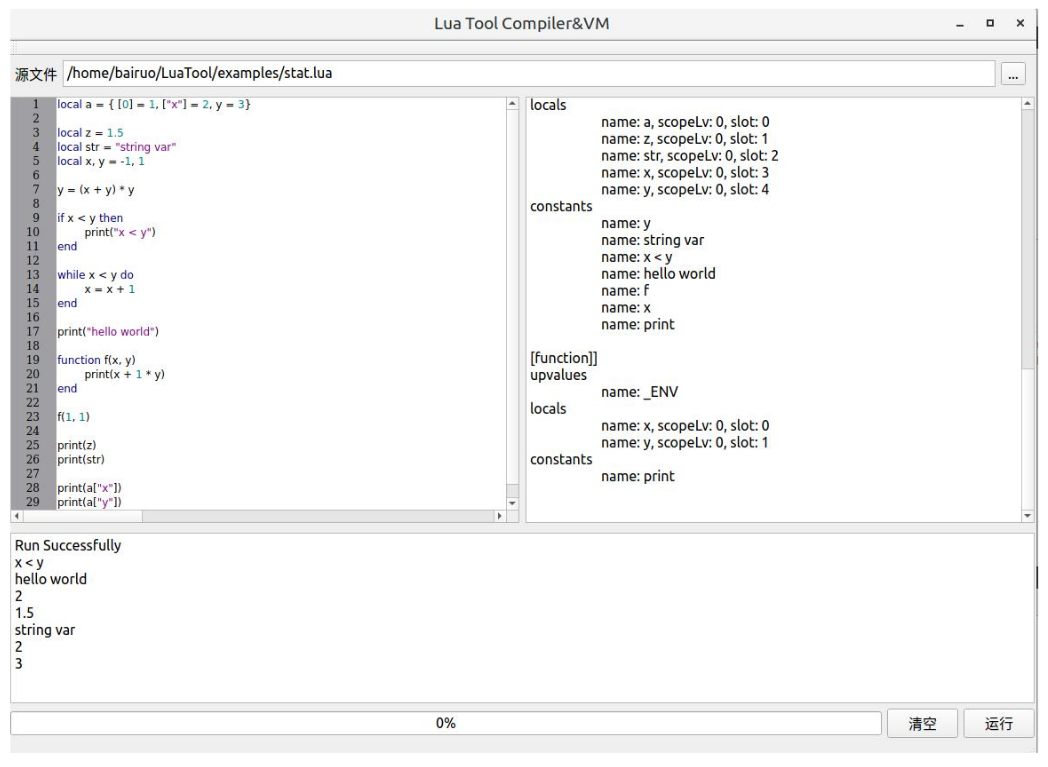 Lua Tool Compiler&VM
源文件 /home/bairuo/LuaTool/examples/stat.lua ...
1 local a = { [0] = 1, ["x"] = 2, y = 3}
2
3 local z = 1.5
4 local str = "string var"
5 local x, y = -1, 1
6
7 y = (x + y) * y
8
9 if x < y then
10 print("x < y")
11 end
12
13 while x < y do
14 x = x + 1
15 end
16
17 print("hello world")
18
19 function f(x, y)
20 print(x + 1 * y)
21 end
22
23 f(1, 1)
24
25 print(z)
26 print(str)
27
28 print(a["x"])
29 print(a["y"])
locals
name: a, scopeLv: 0, slot: 0
name: z, scopeLv: 0, slot: 1
name: str, scopeLv: 0, slot: 2
name: x, scopeLv: 0, slot: 3
name: y, scopeLv: 0, slot: 4
constants
name: y
name: string var
name: x < y
name: hello world
name: f
name: x
name: print
[function]]
upvalues
name: _ENV
locals
name: x, scopeLv: 0, slot: 0
name: y, scopeLv: 0, slot: 1
constants
name: print
Run Successfully
x < y
hello world
2
1.5
string var
2
3
0% 清空 运行